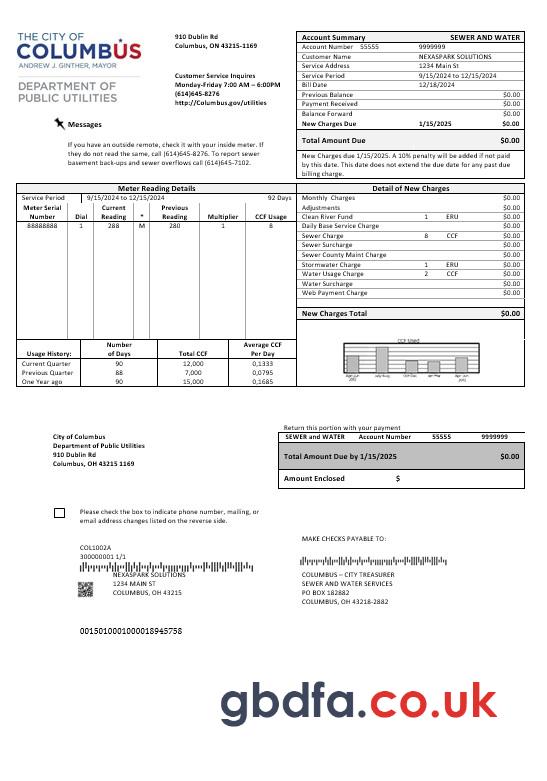 THE CITY OF
COLUMBUS
ANDREW J. GINTHER, MAYOR
DEPARTMENT OF
PUBLIC UTILITIES
910 Dublin Rd
Columbus, ON 43215-1169
Customer Service Inquires
Monday-Friday 7:00 AM – 6:00PM
(614)645-8276
http://Columbus.gov/utilities
Messages
If you have an outside remote, check it with your inside meter. If
they do not read the same, call (614)645-8276. To report sewer
basement back-ups and sewer overflows call (614)645-7102.
Account Summary SEWER AND WATER
Account Number 55555 9999999
Customer Name NEXASPARK SOLUTIONS
Service Address 1234 Main St
Service Period 9/15/2024 to 12/15/2024
Bill Date 12/18/2024
Previous Balance $0.00
Payment Received $0.00
Balance Forward $0.00
New Charges Due 1/15/2025 $0.00
Total Amount Due $0.00
New Charges due 1/15/2025. A 10% penalty will be added if not paid
by this date. This date does not extend the due date for any past due
billing charge.
Meter Reading Details
Service Period 9/15/2024 to 12/15/2024 92 Days
Meter Serial Current Previous
Number Dial Reading * Reading Multiplier CCF Usage
88888888 1 288 M 280 1 8
Number Average CCF
Usage History: of Days Total CCF Per Day
Current Quarter 90 12,000 0,1333
Previous Quarter 88 7,000 0,0795
One Year ago 90 15,000 0,1685
Detail of New Charges
Monthly Charges $0.00
Adjustments $0.00
Clean River Fund 1 ERU $0.00
Daily Base Service Charge $0.00
Sewer Charge 8 CCF $0.00
Sewer Surcharge $0.00
Sewer County Maint Charge $0.00
Stormwater Charge 1 ERU $0.00
Water Usage Charge 2 CCF $0.00
Water Surcharge $0.00
Web Payment Charge $0.00
New Charges Total $0.00
CCF Used
City of Columbus
Department of Public Utilities
910 Dublin Rd
Columbus, OH 43215 1169
Return this portion with your payment
SEWER and WATER Account Number 55555 9999999
Total Amount Due by 1/15/2025 $0.00
Amount Enclosed $
Please check the box to indicate phone number, mailing, or
email address changes listed on the reverse side.
COL1002A
300000001 1/1
NEXASPARK SOLUTIONS
1234 MAIN ST
COLUMBUS, OH 43215
MAKE CHECKS PAYABLE TO:
COLUMBUS – CITY TREASURER
SEWER AND WATER SERVICES
PO BOX 182882
COLUMBUS, OH 43218-2882
0015010001000018945758
gbdfa.co.uk